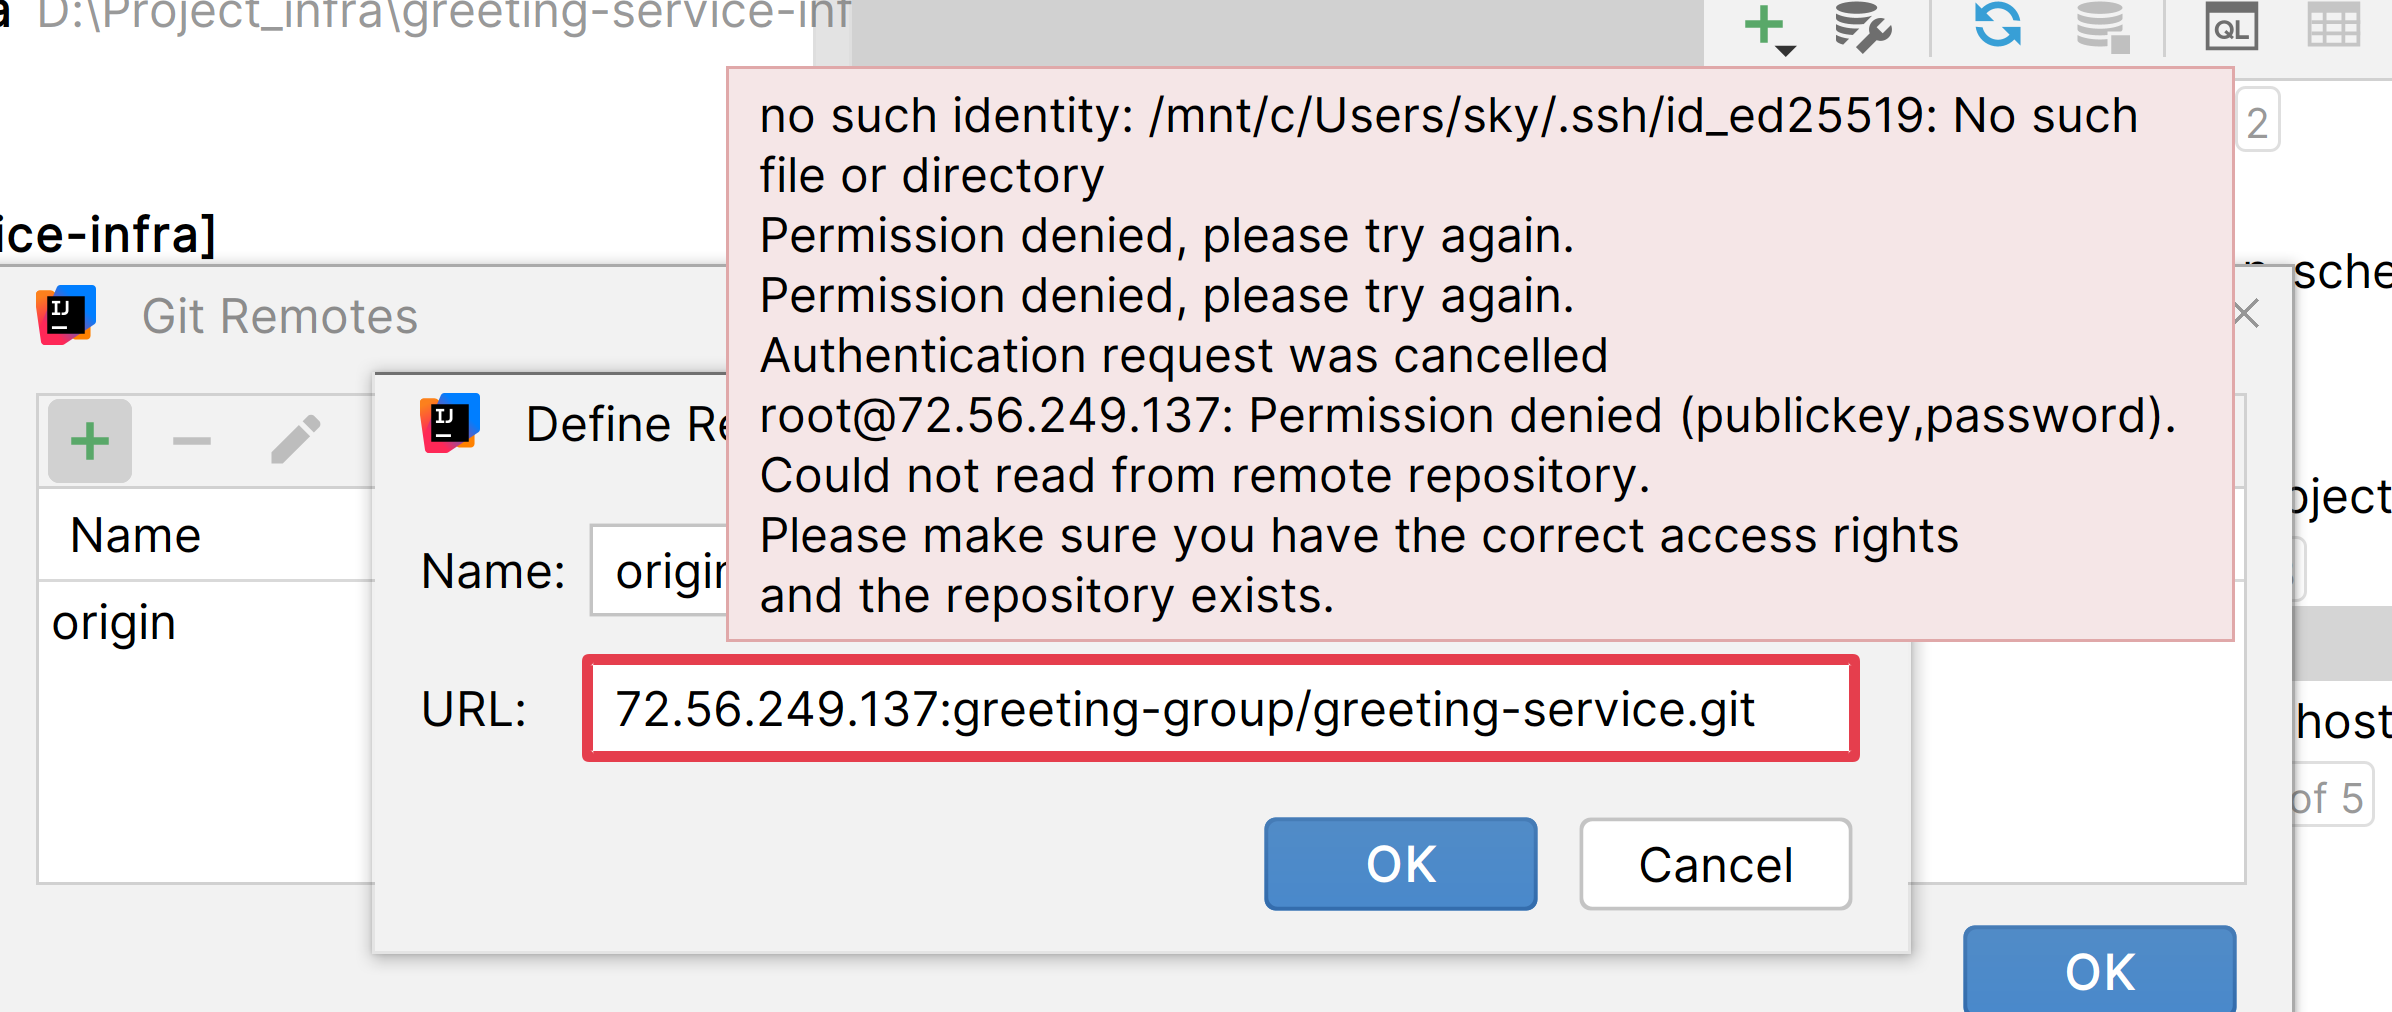 D:\Project_infra\greeting-service-inf
QL
no such identity: /mnt/c/Users/sky/.ssh/id_ed25519: No such
file or directory
Permission denied, please try again.
Permission denied, please try again.
Authentication request was cancelled
root@72.56.249.137: Permission denied (publickey,password).
Could not read from remote repository.
Please make sure you have the correct access rights
and the repository exists.
2
ice-infra]
sche
IJ
Git Remotes
IJ
Define Re
Name
Name: origin
origin
oject
URL: 72.56.249.137:greeting-group/greeting-service.git
host
of 5
OK
Cancel
OK